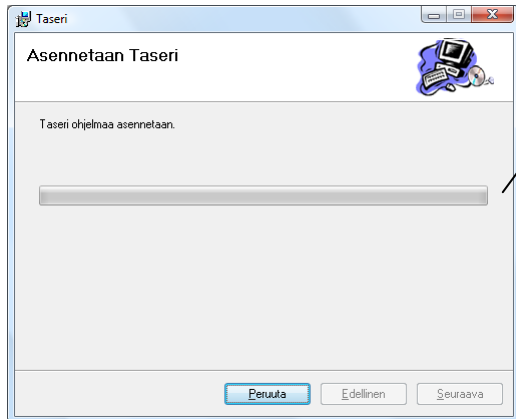 Taseri
Asennetaan Taseri
Taseri ohjelmaa asennetaan.
Peruuta
Edellinen
Seuraava